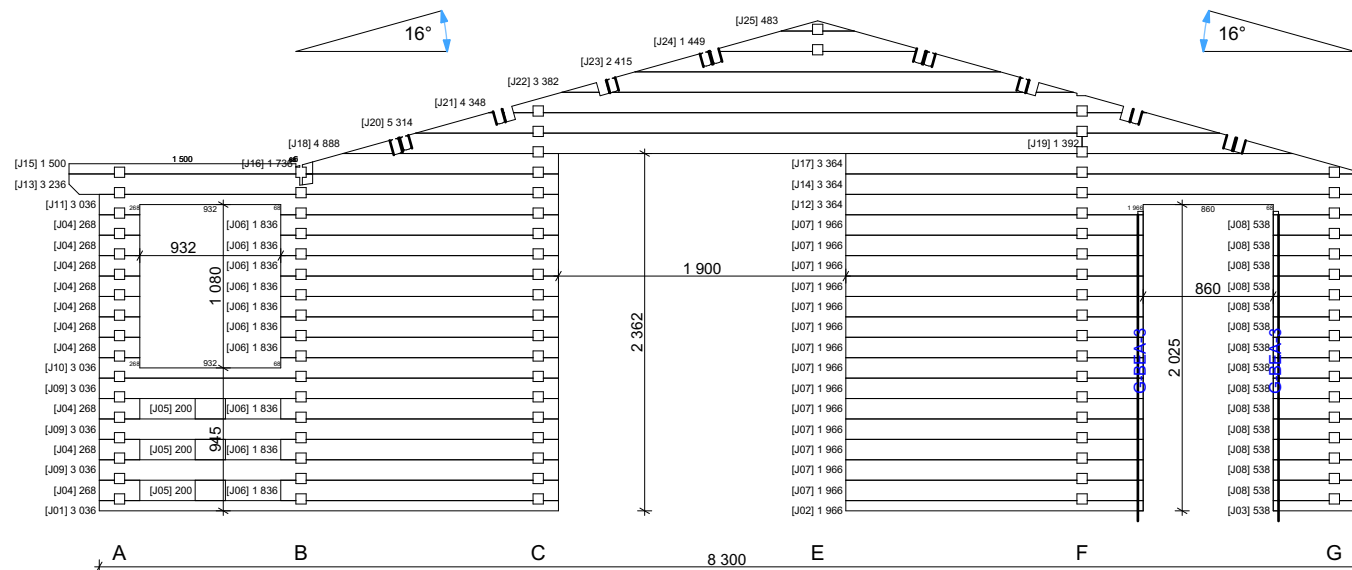 16°
16°
[J25] 483
[J24] 1 449
[J23] 2 415
[J22] 3 382
[J21] 4 348
[J20] 5 314
[J18] 4 888
[J19] 1 392
[J15] 1 500
1 500
[J16] 1 736
[J17] 3 364
[J13] 3 236
[J14] 3 364
[J11] 3 036
268
932
68
[J12] 3 364
1 966
860
68
[J04] 268
[J06] 1 836
[J07] 1 966
[J08] 538
[J04] 268
[J06] 1 836
[J07] 1 966
[J08] 538
932
[J04] 268
[J06] 1 836
[J07] 1 966
[J08] 538
1 900
[J04] 268
[J06] 1 836
[J07] 1 966
[J08] 538
1 080
860
[J04] 268
[J06] 1 836
[J07] 1 966
[J08] 538
[J04] 268
[J06] 1 836
[J07] 1 966
[J08] 538
2 362
[J04] 268
[J06] 1 836
[J07] 1 966
[J08] 538
2 025
G-BEA-3
G-BEA-3
268
932
68
[J10] 3 036
[J07] 1 966
[J08] 538
[J09] 3 036
[J07] 1 966
[J08] 538
[J04] 268
[J05] 200
[J06] 1 836
[J07] 1 966
[J08] 538
945
[J09] 3 036
[J07] 1 966
[J08] 538
[J04] 268
[J05] 200
[J06] 1 836
[J07] 1 966
[J08] 538
[J09] 3 036
[J07] 1 966
[J08] 538
[J04] 268
[J05] 200
[J06] 1 836
[J07] 1 966
[J08] 538
[J01] 3 036
[J02] 1 966
[J03] 538
A
B
C
E
F
G
8 300